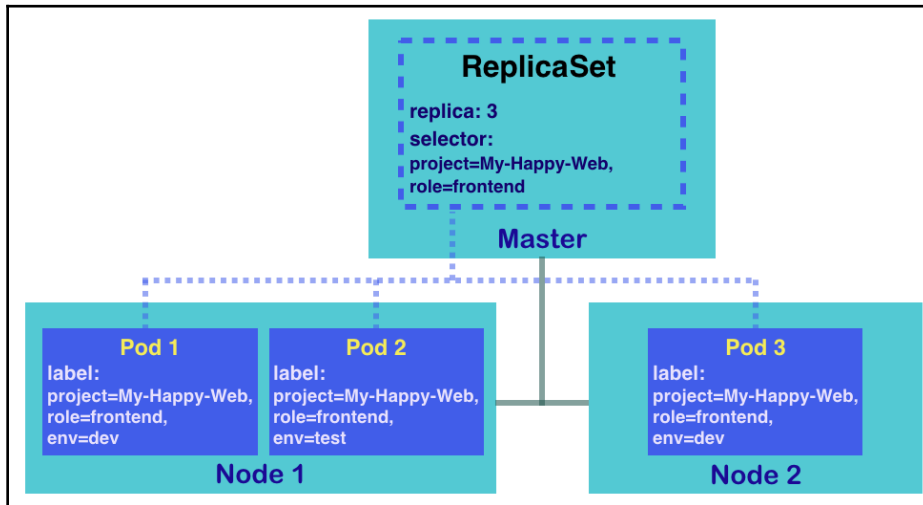 ReplicaSet
replica: 3
selector:
project=My-Happy-Web,
role=frontend
Master
Pod 1
label:
project=My-Happy-Web,
role=frontend,
env=dev
Pod 2
label:
project=My-Happy-Web,
role=frontend,
env=test
Node 1
Pod 3
label:
project=My-Happy-Web,
role=frontend,
env=dev
Node 2